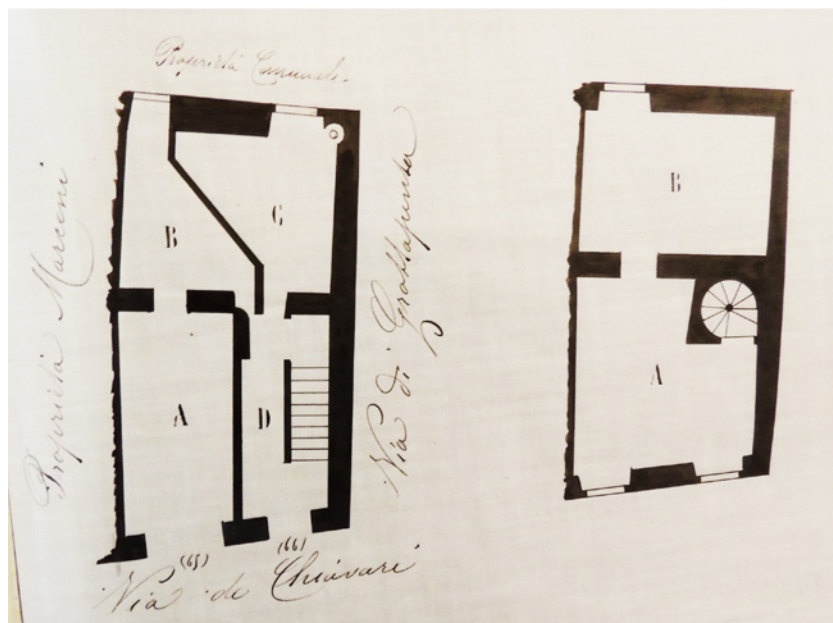 Proprietà Comunale.
Proprietà Marconi
Via di Grottapinta
B
C
A
D
(65)
(66)
Via de Chiavari
B
A